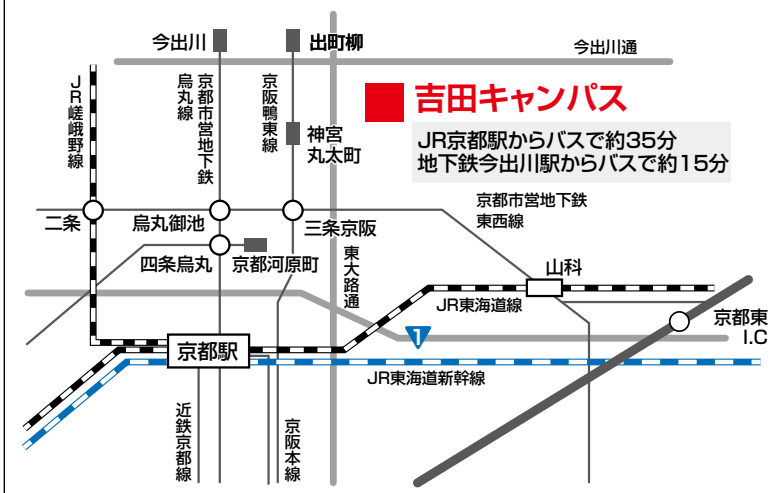 今出川
出町柳
今出川通
JR嵯峨野線
京都市営地下鉄
烏丸線
京阪鴨東線
吉田キャンパス
神宮
丸太町
JR京都駅からバスで約35分
地下鉄今出川駅からバスで約15分
京都市営地下鉄
東西線
二条
烏丸御池
三条京阪
四条烏丸
京都河原町
東大路通
山科
JR東海道線
京都東
I.C
1
京都駅
JR東海道新幹線
近鉄京都線
京阪本線